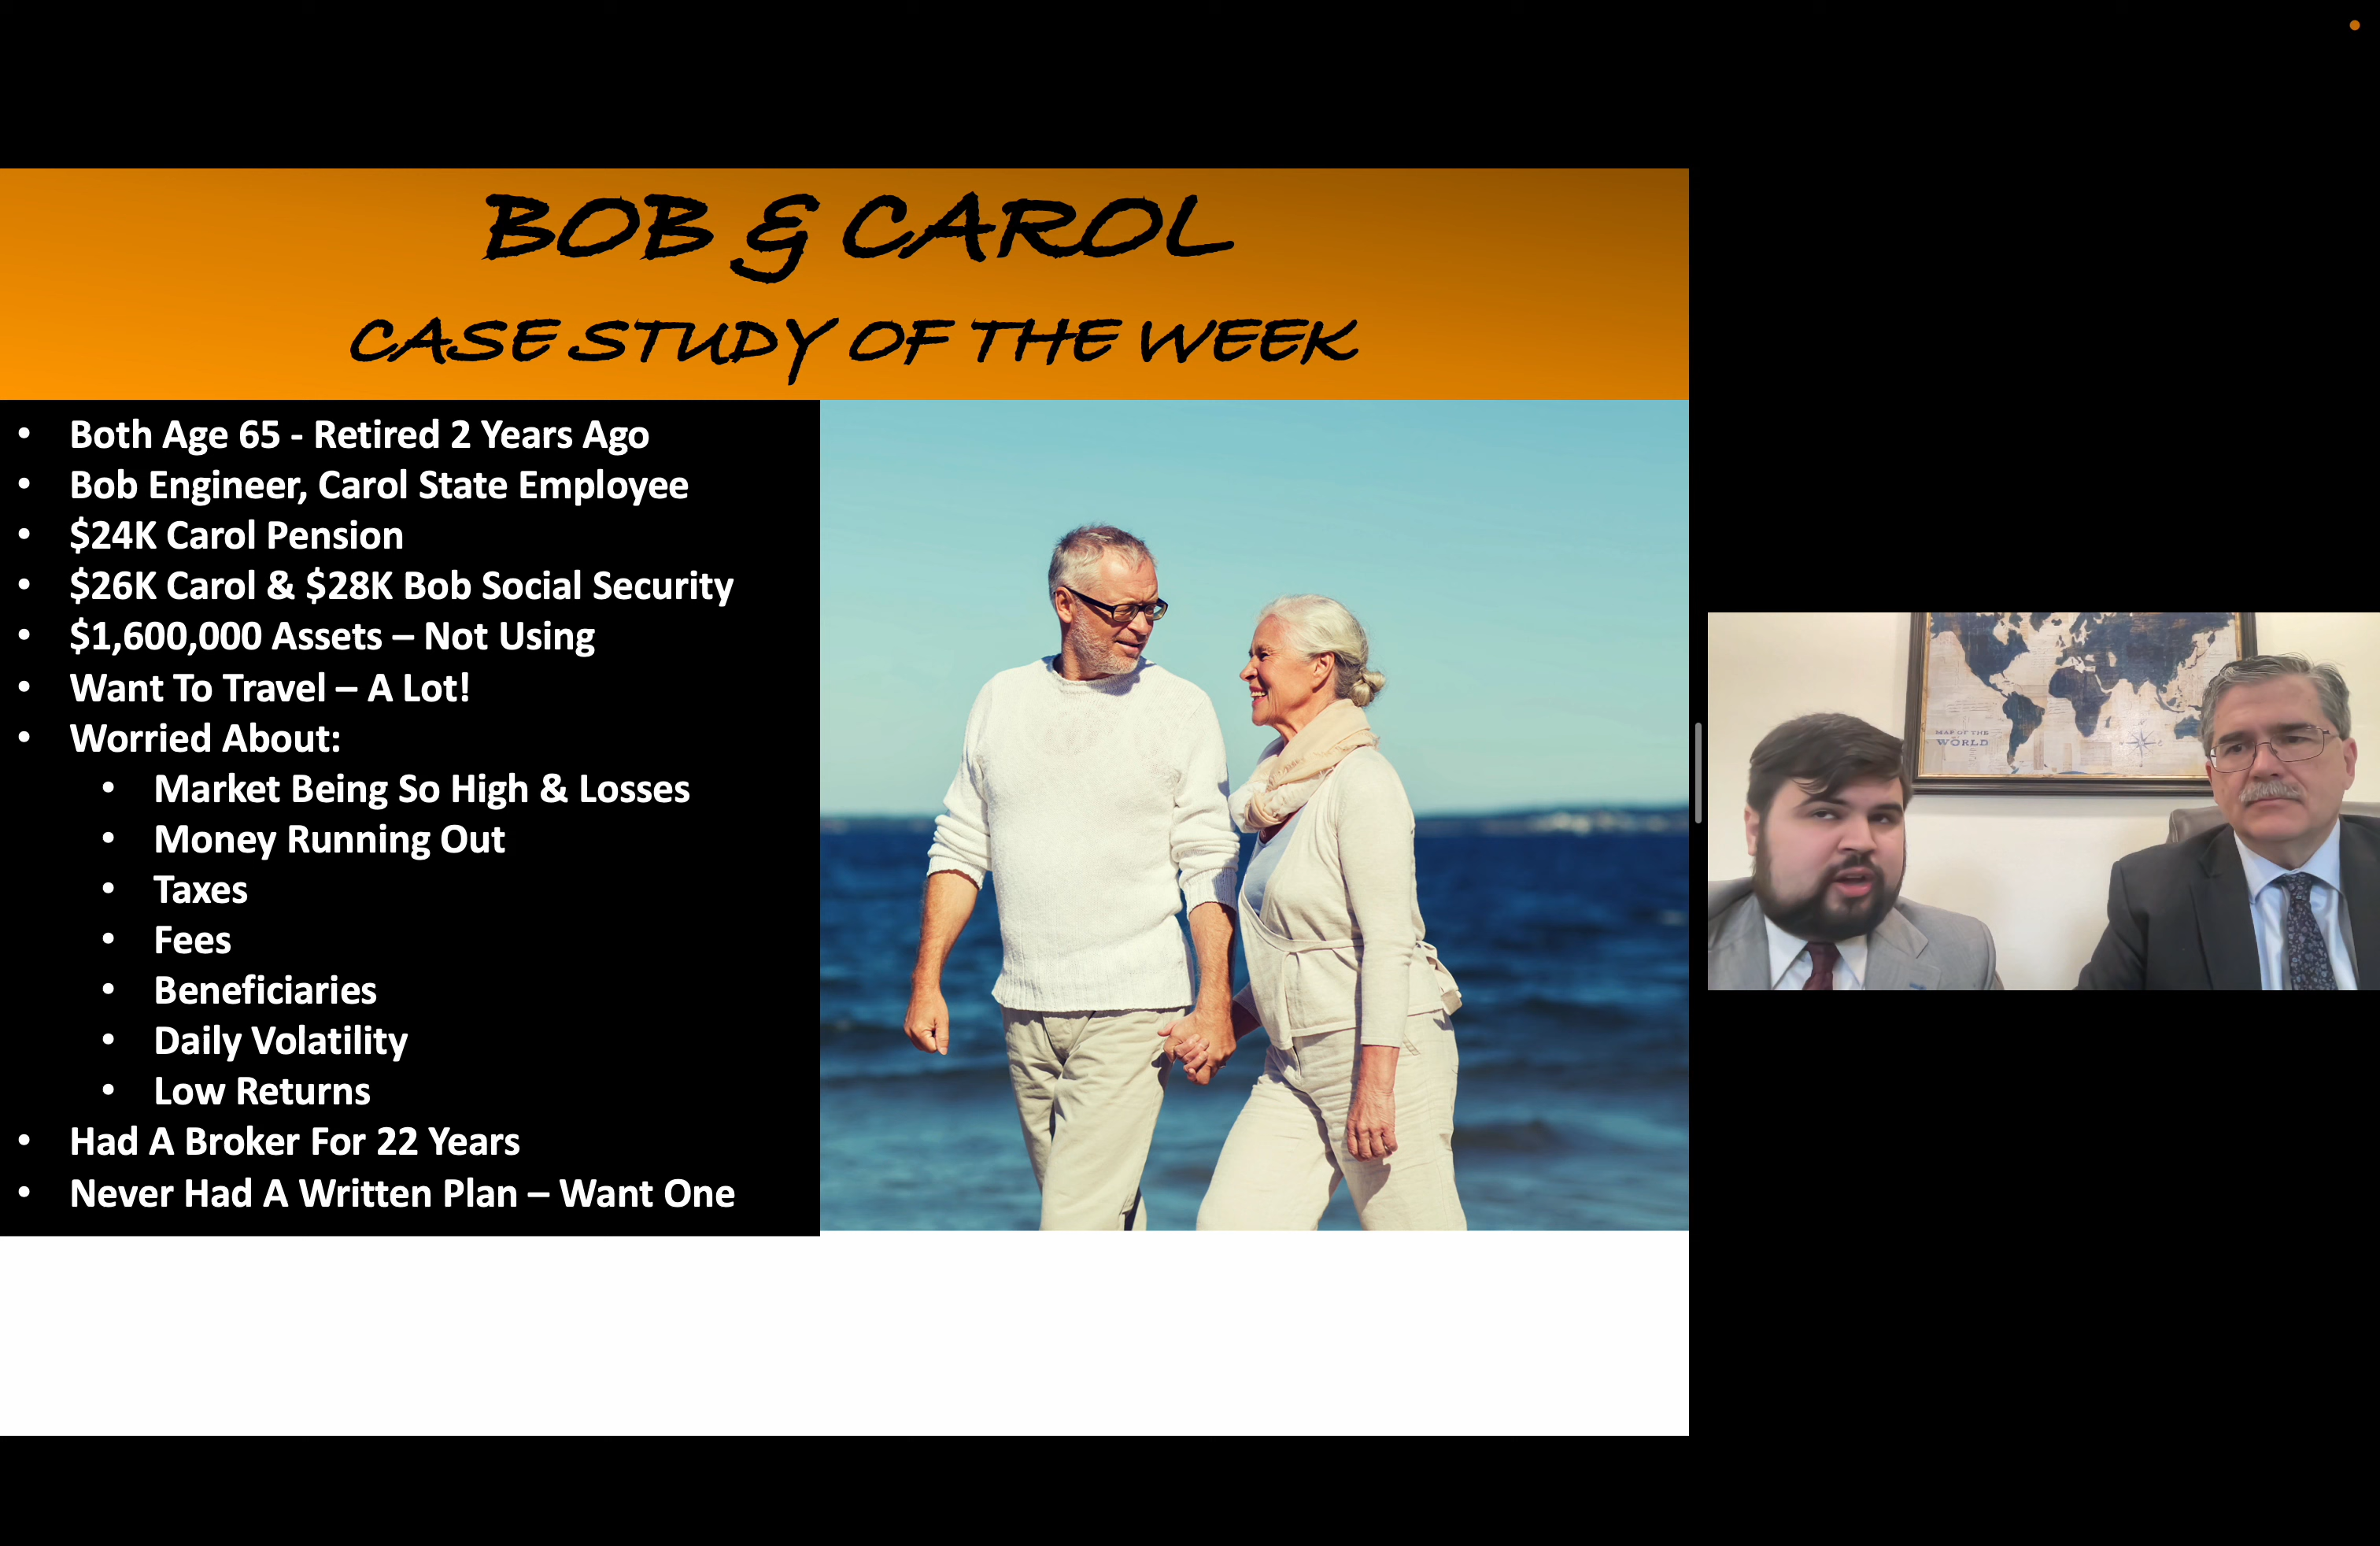 BOB & CAROL
CASE STUDY OF THE WEEK
• Both Age 65 - Retired 2 Years Ago
• Bob Engineer, Carol State Employee
• $24K Carol Pension
• $26K Carol & $28K Bob Social Security
• $1,600,000 Assets – Not Using
• Want To Travel – A Lot!
• Worried About:
• Market Being So High & Losses
• Money Running Out
• Taxes
• Fees
• Beneficiaries
• Daily Volatility
• Low Returns
• Had A Broker For 22 Years
• Never Had A Written Plan – Want One
MAP OF THE
WORLD